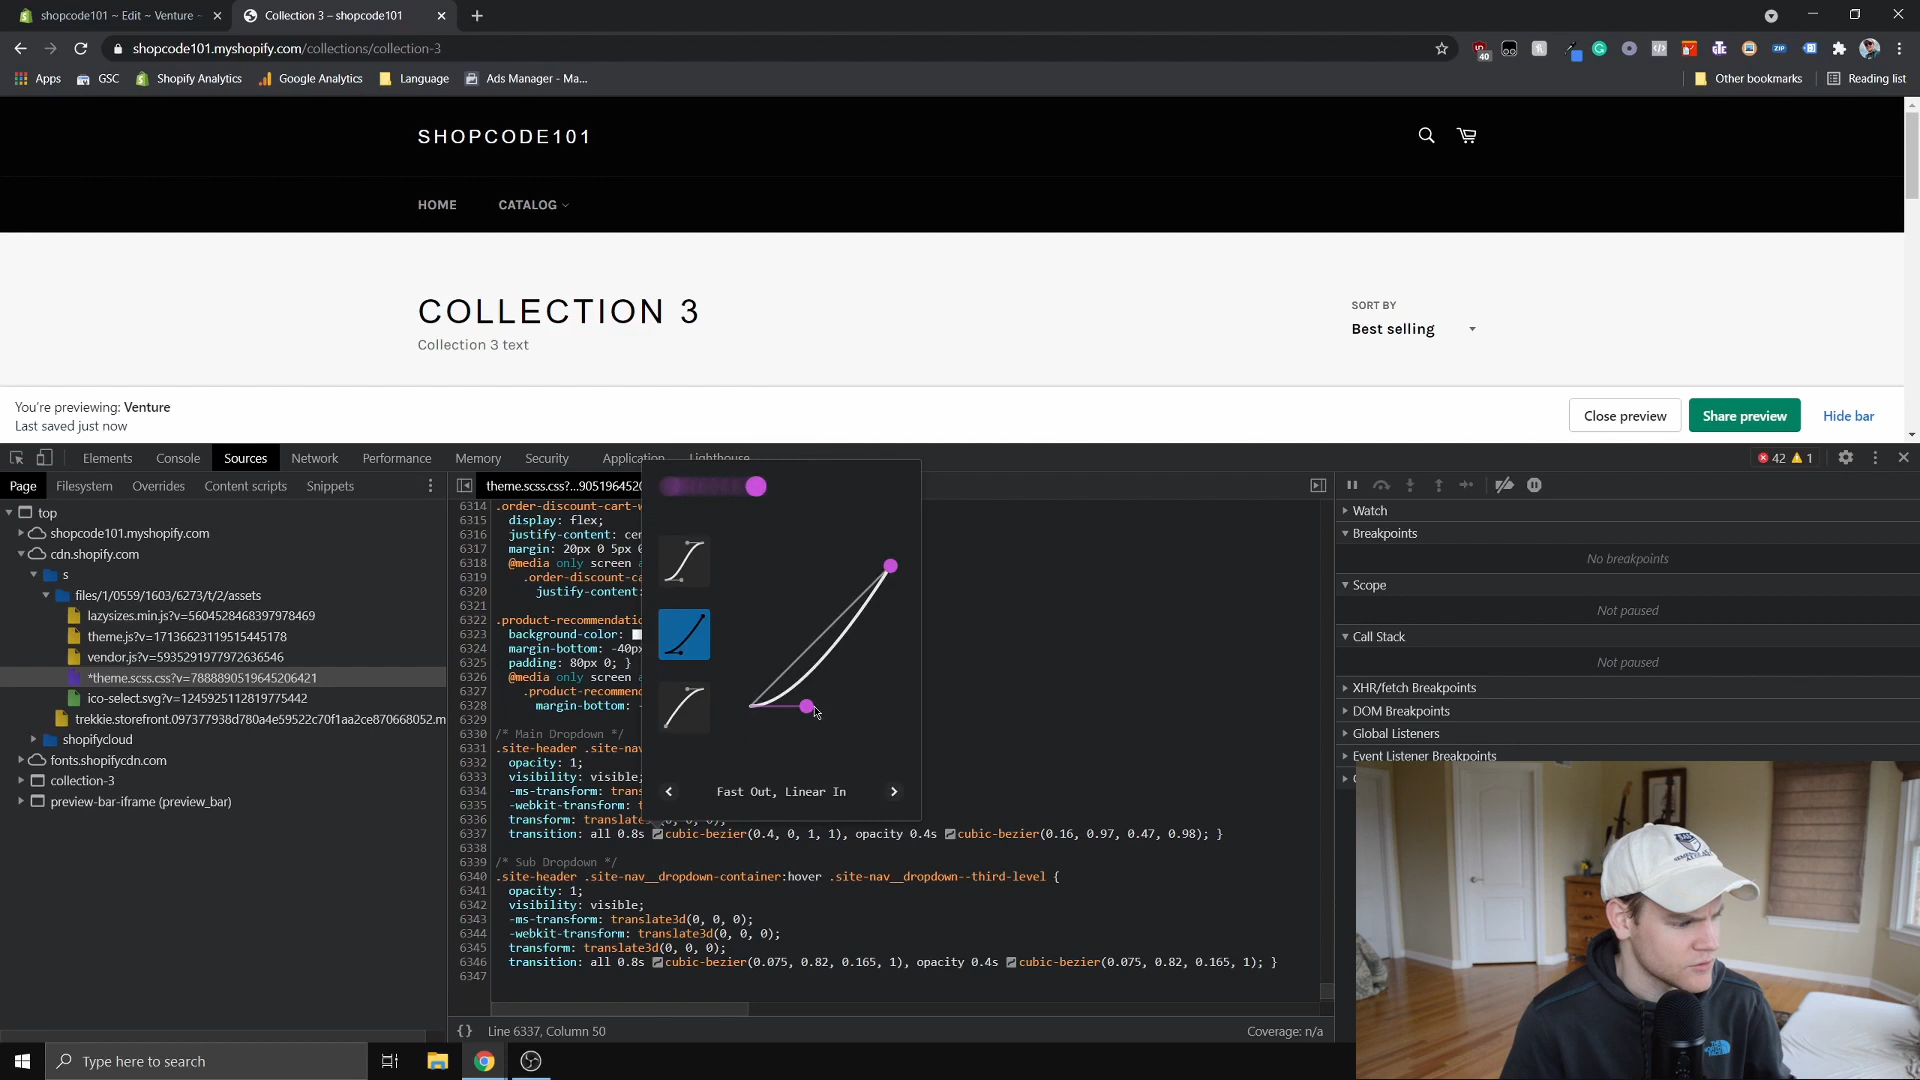 shopcode101 ~ Edit ~ Venture
Collection 3 – shopcode101
shopcode101.myshopify.com/collections/collection-3
40
Apps
GSC
Shopify Analytics
Google Analytics
Language
Ads Manager - Ma...
Other bookmarks
Reading list
SHOPCODE101
HOME
CATALOG
COLLECTION 3
Collection 3 text
SORT BY
Best selling
You're previewing: Venture
Last saved just now
Close preview
Share preview
Hide bar
Elements
Console
Sources
Network
Performance
Memory
Security
Application
Lighthouse
42
1
Page
Filesystem
Overrides
Content scripts
Snippets
top
shopcode101.myshopify.com
cdn.shopify.com
s
files/1/0559/1603/6273/t/2/assets
lazysizes.min.js?v=5604528468397978469
theme.js?v=17136623119515445178
vendor.js?v=5935291977972636546
*theme.scss.css?v=7888890519645206421
ico-select.svg?v=1245925112819775442
trekkie.storefront.097377938d780a4e59522c70f1aa2ce870668052.m
shopifycloud
fonts.shopifycdn.com
collection-3
preview-bar-iframe (preview_bar)
theme.scss.css?...9051964520
6314 .order-discount-cart-w
6315 display: flex;
6316 justify-content: cen
6317 margin: 20px 0 5px 0
6318 @media only screen a
6319 .order-discount-ca
6320 justify-content:
6321
6322 .product-recommendatio
6323 background-color:
6324 margin-bottom: -40px
6325 padding: 80px 0; }
6326 @media only screen a
6327 .product-recommen
6328 margin-bottom: -
6329
6330 /* Main Dropdown */
6331 .site-header .site-nav
6332 opacity: 1;
6333 visibility: visible;
6334 -ms-transform: trans
6335 -webkit-transform: t
6336 transform: translate3d(0, 0, 0);
6337 transition: all 0.8s cubic-bezier(0.4, 0, 1, 1), opacity 0.4s cubic-bezier(0.16, 0.97, 0.47, 0.98); }
6338
6339 /* Sub Dropdown */
6340 .site-header .site-nav__dropdown-container:hover .site-nav__dropdown--third-level {
6341 opacity: 1;
6342 visibility: visible;
6343 -ms-transform: translate3d(0, 0, 0);
6344 -webkit-transform: translate3d(0, 0, 0);
6345 transform: translate3d(0, 0, 0);
6346 transition: all 0.8s cubic-bezier(0.075, 0.82, 0.165, 1), opacity 0.4s cubic-bezier(0.075, 0.82, 0.165, 1); }
6347
Fast Out, Linear In
{} Line 6337, Column 50
Coverage: n/a
Watch
Breakpoints
No breakpoints
Scope
Not paused
Call Stack
Not paused
XHR/fetch Breakpoints
DOM Breakpoints
Global Listeners
Event Listener Breakpoints
Type here to search